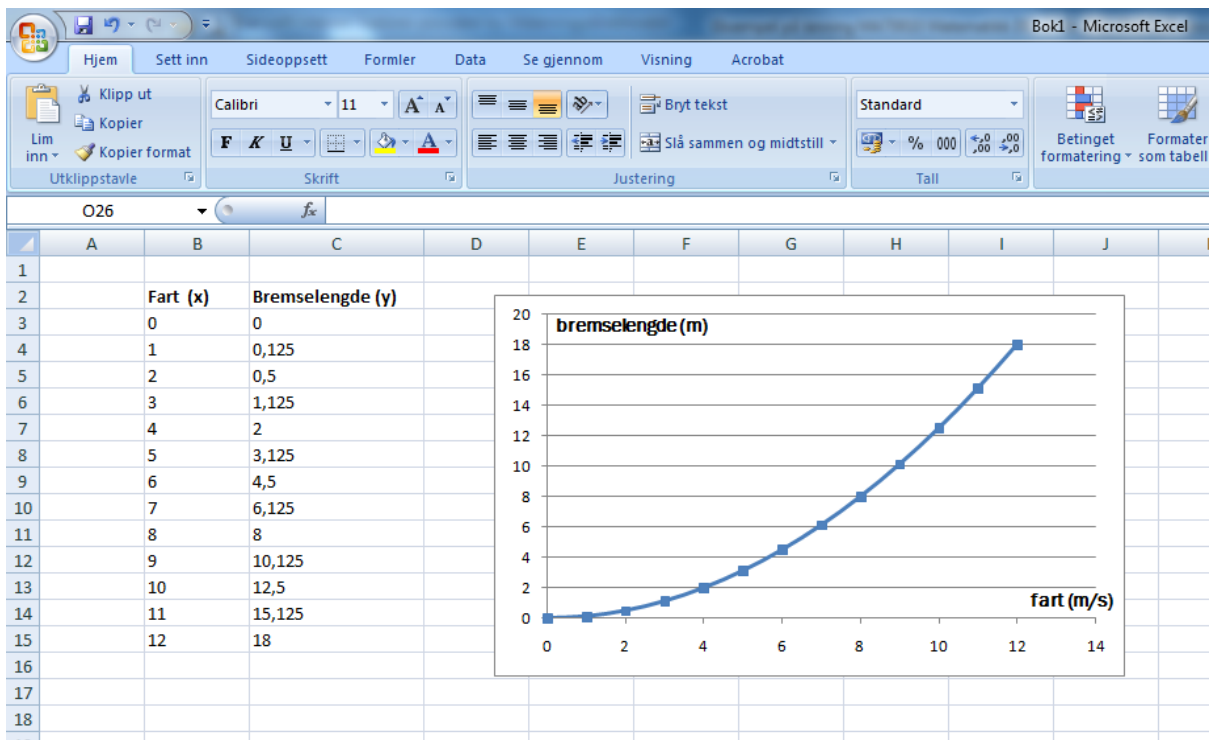 Bok1 - Microsoft Excel
Hjem Sett inn Sideoppsett Formler Data Se gjennom Visning Acrobat
Lim inn
Klipp ut
Kopier
Kopier format
Utklippstavle
Calibri 11 A A
F K U A
Skrift
Bryt tekst
Slå sammen og midtstill
Justering
Standard
% 000 ,0 ,00 ,00 ,0
Tall
Betinget formatering
Formater som tabell
O26 fx
A B C D E F G H I J
1
2 Fart (x) Bremselengde (y)
3 0 0
4 1 0,125
5 2 0,5
6 3 1,125
7 4 2
8 5 3,125
9 6 4,5
10 7 6,125
11 8 8
12 9 10,125
13 10 12,5
14 11 15,125
15 12 18
16
17
18
bremselengde (m)
20
18
16
14
12
10
8
6
4
2
0
fart (m/s)
0 2 4 6 8 10 12 14